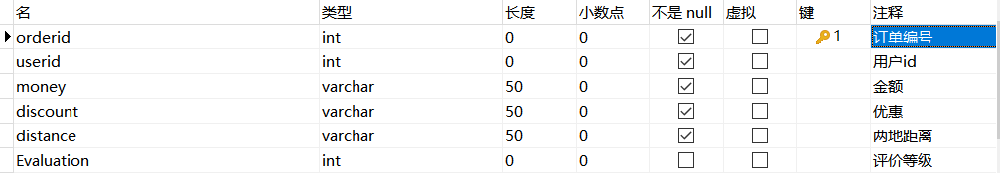 名 类型 长度 小数点 不是 null 虚拟 键 注释
orderid int 0 0 1 订单编号
userid int 0 0 用户id
money varchar 50 0 金额
discount varchar 50 0 优惠
distance varchar 50 0 两地距离
Evaluation int 0 0 评价等级